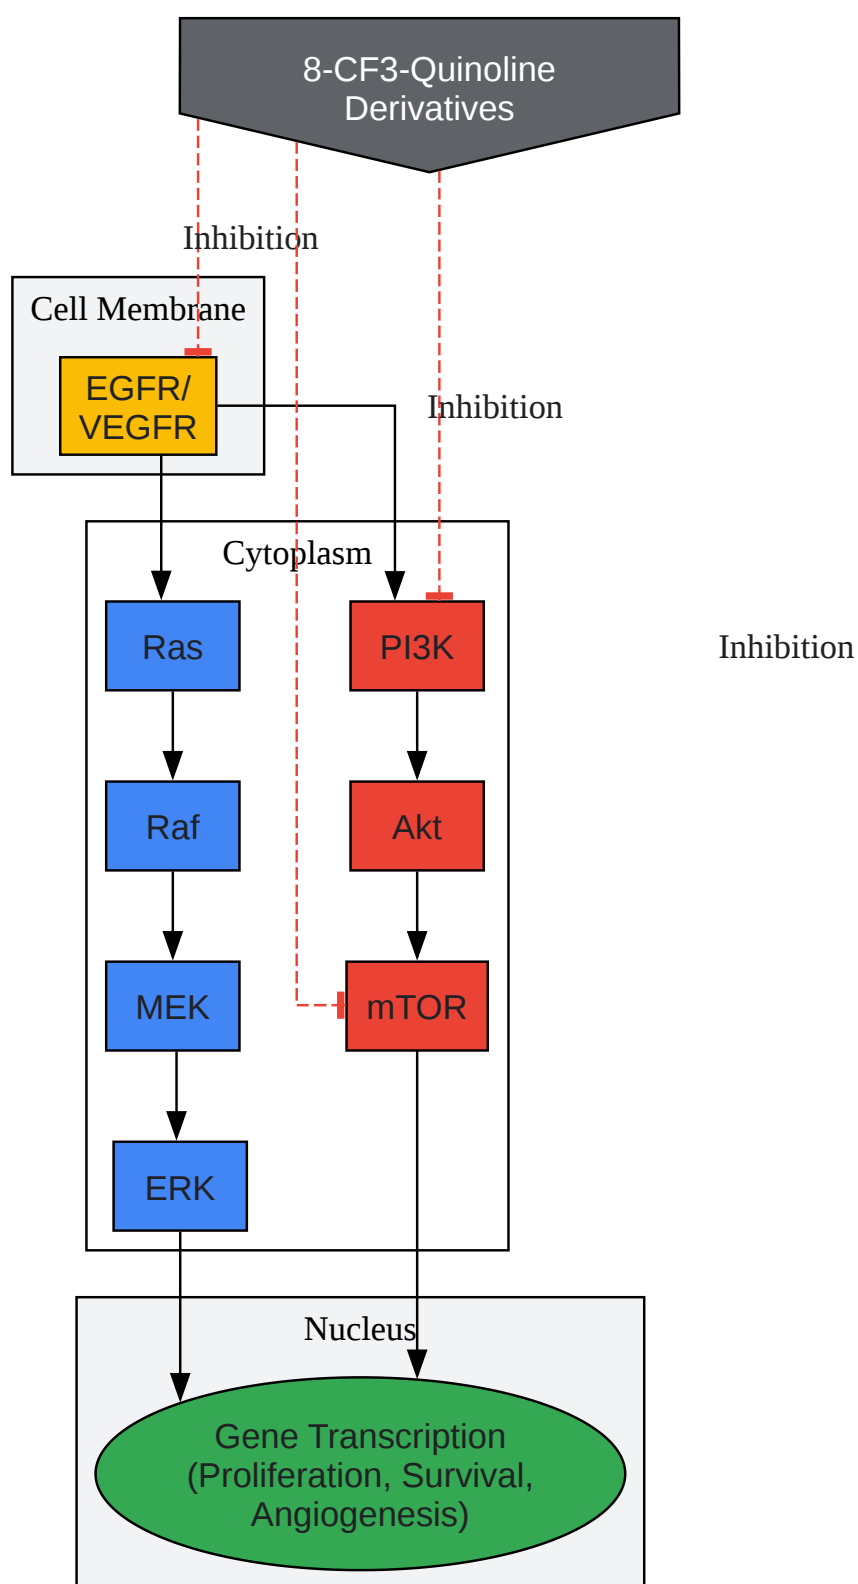 8-CF3-Quinoline
Derivatives
Inhibition
Cell Membrane
EGFR/
VEGFR
Inhibition
Cytoplasm
Ras
PI3K
Inhibition
Raf
Akt
MEK
mTOR
ERK
Nucleus
Gene Transcription
(Proliferation, Survival,
Angiogenesis)